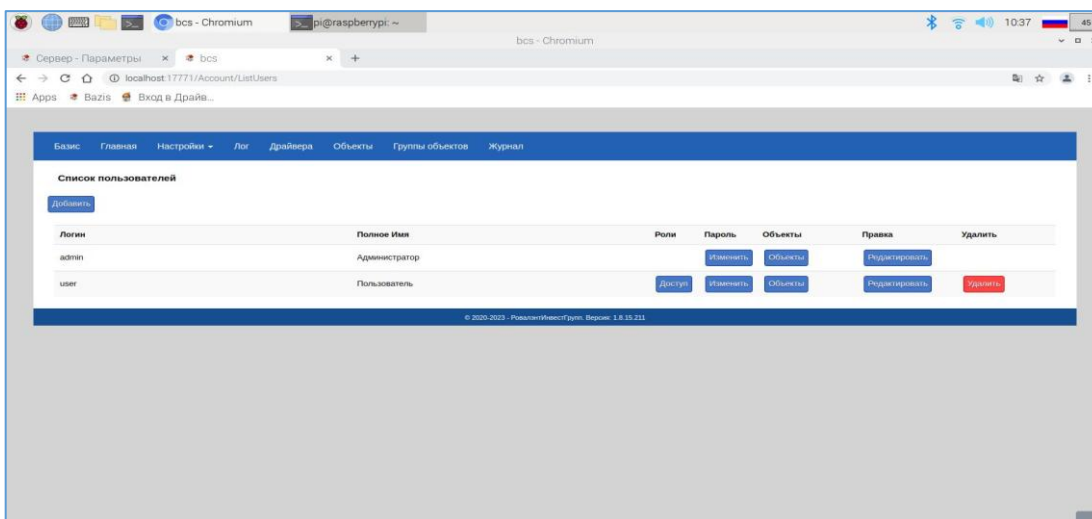 bcs - Chromium pi@raspberrypi: ~ 10:37 45
bcs - Chromium
Сервер - Параметры × bcs × +
localhost:17771/Account/ListUsers
Apps Bazis Вход в Драйв...
Базис Главная Настройки Лог Драйвера Объекты Группы объектов Журнал
Список пользователей
Добавить
Логин Полное Имя Роли Пароль Объекты Правка Удалить
admin Администратор Изменить Объекты Редактировать
user Пользователь Доступ Изменить Объекты Редактировать Удалить
© 2020-2023 - РовалэнтИнвестГрупп. Версия: 1.8.15.211